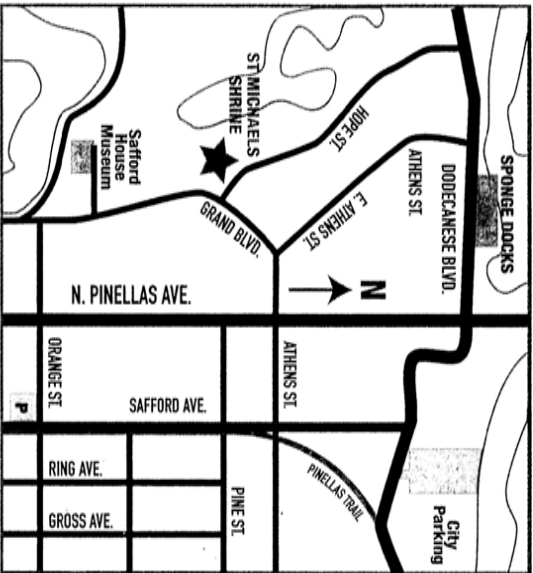 ST MICHAELS
SHRINE
Safford
House
Museum
HOPE ST.
GRAND BLVD.
E. ATHENS ST.
ATHENS ST.
DODECANESE BLVD.
SPONGE DOCKS
N
N. PINELLAS AVE.
ORANGE ST.
ATHENS ST.
SAFFORD AVE.
P
RING AVE.
GROSS AVE.
PINE ST.
PINELLAS TRAIL
City
Parking